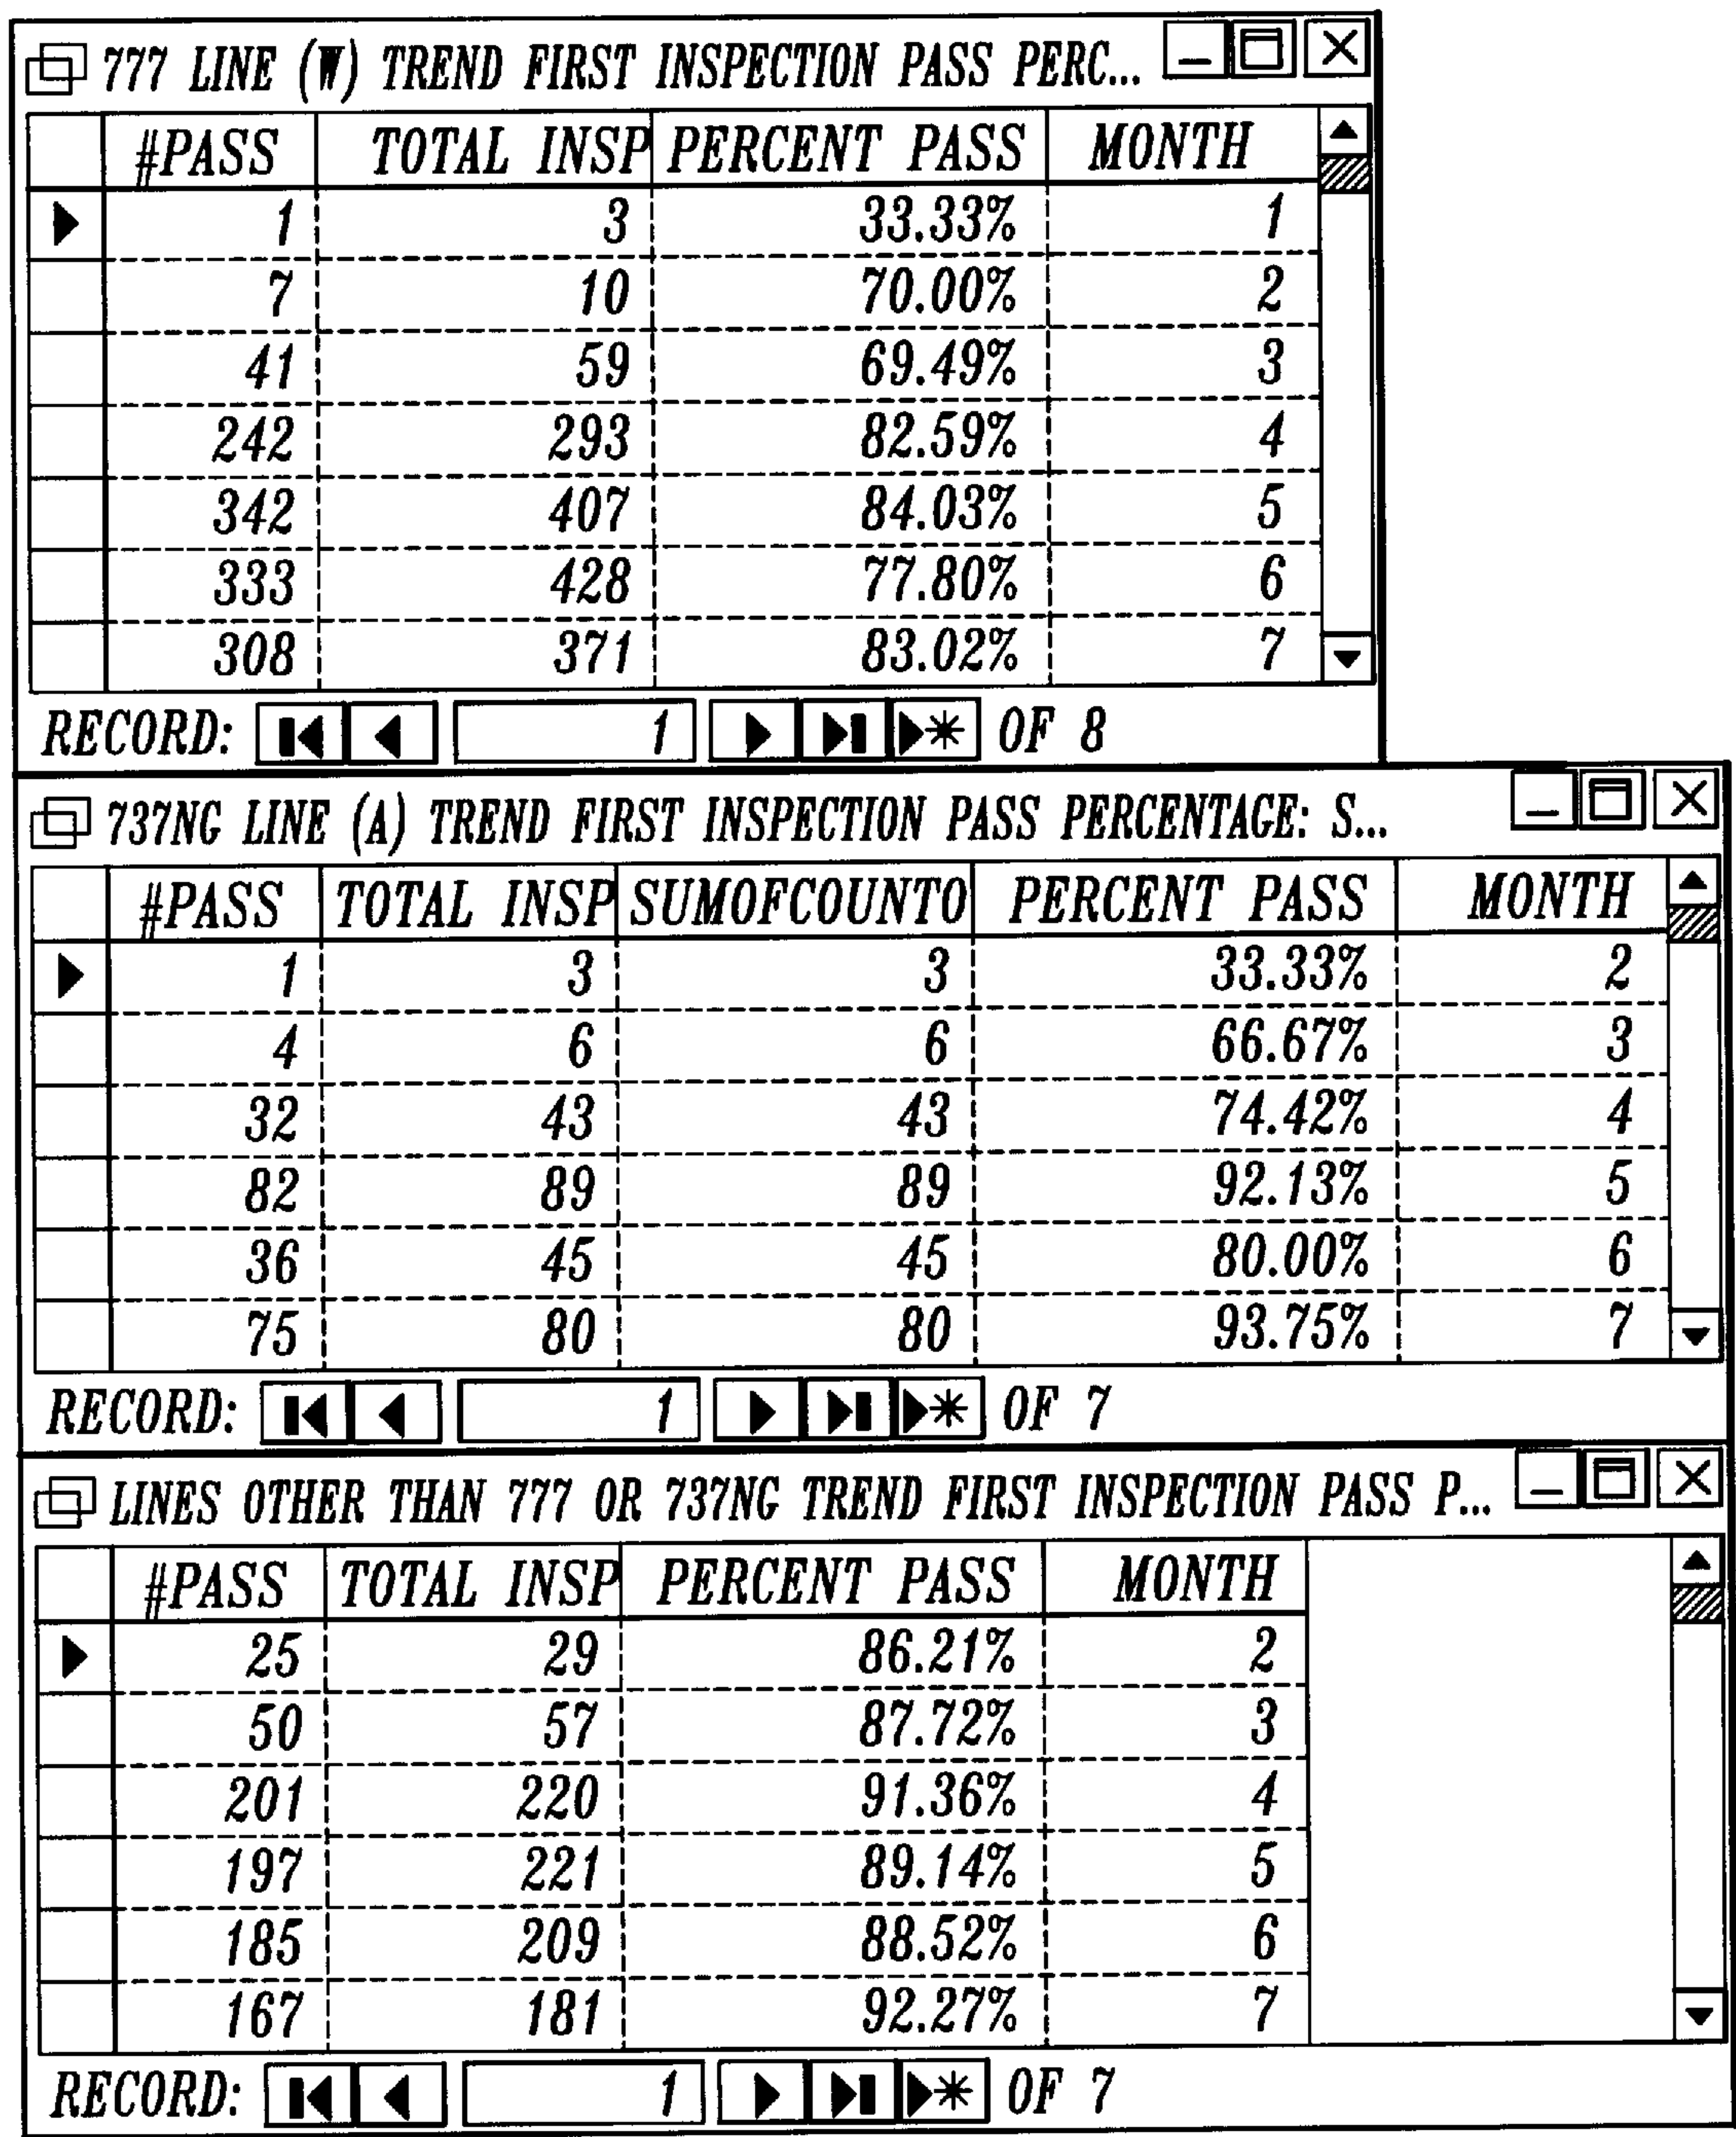 777 LINE (W) TREND FIRST INSPECTION PASS PERC...
#PASS TOTAL INSP PERCENT PASS MONTH
1 3 33.33% 1
7 10 70.00% 2
41 59 69.49% 3
242 293 82.59% 4
342 407 84.03% 5
333 428 77.80% 6
308 371 83.02% 7
RECORD: 1 OF 8
737NG LINE (A) TREND FIRST INSPECTION PASS PERCENTAGE: S...
#PASS TOTAL INSP SUMOFCOUNTO PERCENT PASS MONTH
1 3 3 33.33% 2
4 6 6 66.67% 3
32 43 43 74.42% 4
82 89 89 92.13% 5
36 45 45 80.00% 6
75 80 80 93.75% 7
RECORD: 1 OF 7
LINES OTHER THAN 777 OR 737NG TREND FIRST INSPECTION PASS P...
#PASS TOTAL INSP PERCENT PASS MONTH
25 29 86.21% 2
50 57 87.72% 3
201 220 91.36% 4
197 221 89.14% 5
185 209 88.52% 6
167 181 92.27% 7
RECORD: 1 OF 7